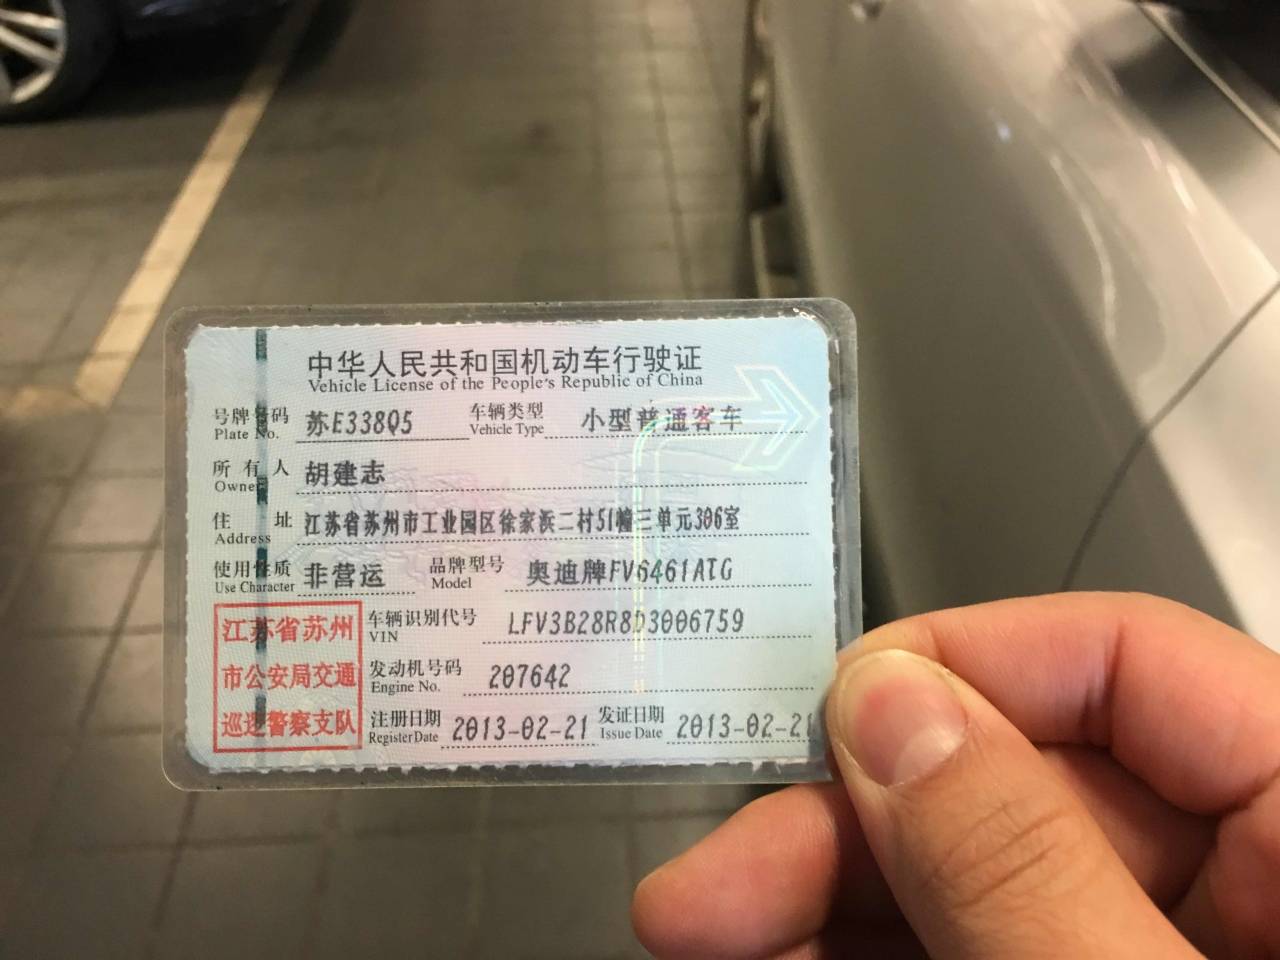 中华人民共和国机动车行驶证
Vehicle License of the People's Republic of China
号牌号码 苏E338Q5 车辆类型 小型普通客车
Plate No. Vehicle Type
所有人 胡建志
Owner
住址 江苏省苏州市工业园区徐家浜二村51幢三单元306室
Address
使用性质 非营运 品牌型号 奥迪牌FV6461ATG
Use Character Model
江苏省苏州
市公安局交通
巡逻警察支队
车辆识别代号 LFV3B28R8D3006759
VIN
发动机号码 207642
Engine No.
注册日期 2013-02-21 发证日期 2013-02-21
Register Date Issue Date